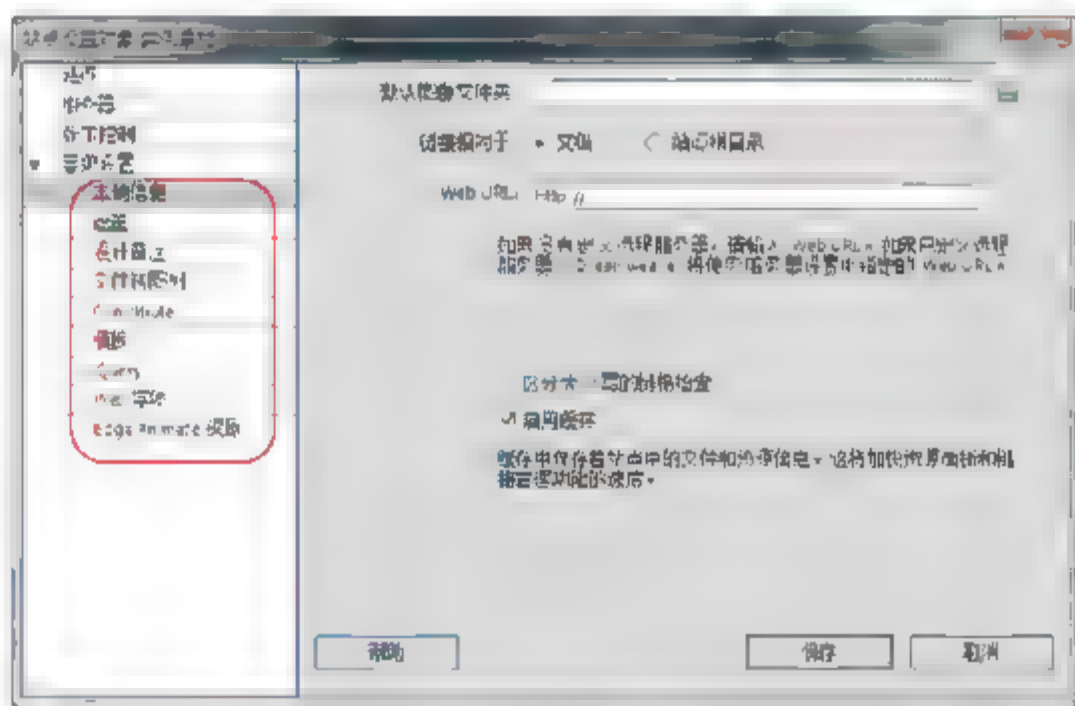 站点
服务器
版本控制
高级设置
本地信息
遮盖
设计备注
文件视图列
Contribute
模板
Spry
Web 字体
Edge Animate 资源
默认图像文件夹
链接相对于 文档 站点根目录
Web URL http://
区分大小写的链接检查
启用缓存
缓存中保存着站点中的文件和资源信息。这将加快资源面板和链
接管理功能的速度。
帮助 保存 取消